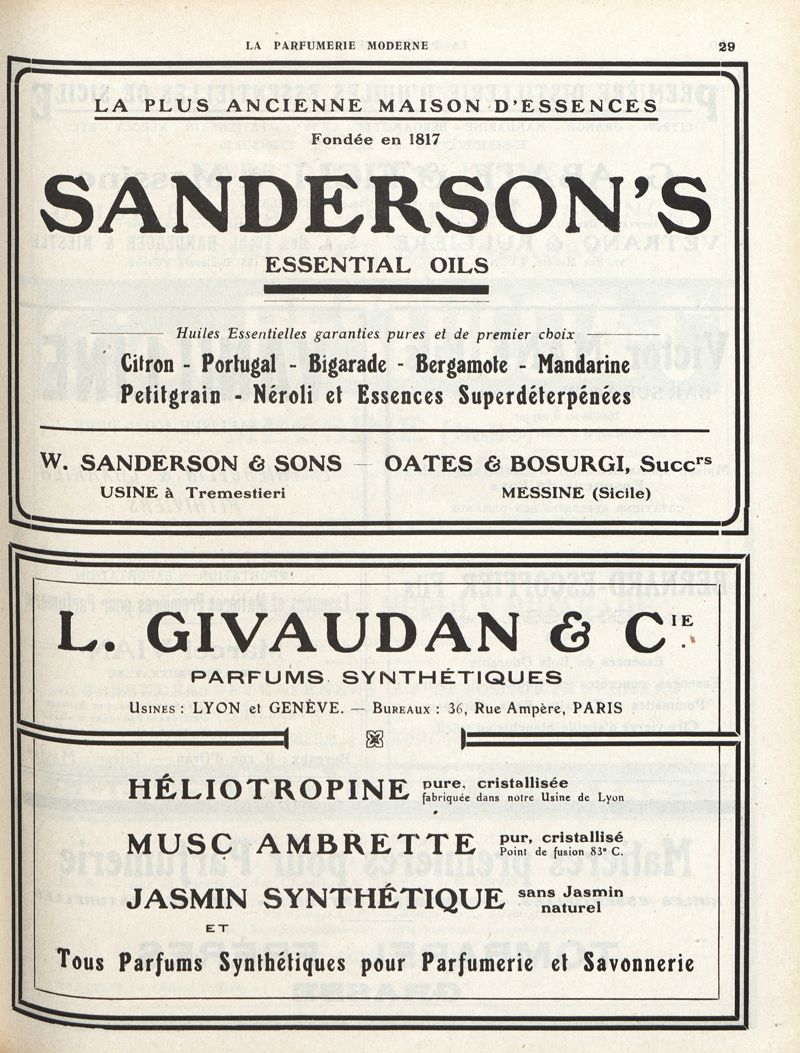 LA PARFUMERIE MODERNE 29
LA PLUS ANCIENNE MAISON D'ESSENCES
Fondée en 1817
SANDERSON'S
ESSENTIAL OILS
Huiles Essentielles garanties pures et de premier choix
Citron - Portugal - Bigarade - Bergamote - Mandarine
Petitgrain - Néroli et Essences Superdéterpénées
W. SANDERSON & SONS — OATES & BOSURGI, Succrs
USINE à Tremestieri MESSINE (Sicile)
L. GIVAUDAN & CIE.
PARFUMS SYNTHÉTIQUES
USINES : LYON et GENÈVE. — BUREAUX : 36, Rue Ampère, PARIS
HÉLIOTROPINE pure, cristallisée
fabriquée dans notre Usine de Lyon
MUSC AMBRETTE pur, cristallisé
Point de fusion 83° C.
JASMIN SYNTHÉTIQUE sans Jasmin
naturel
ET
Tous Parfums Synthétiques pour Parfumerie et Savonnerie